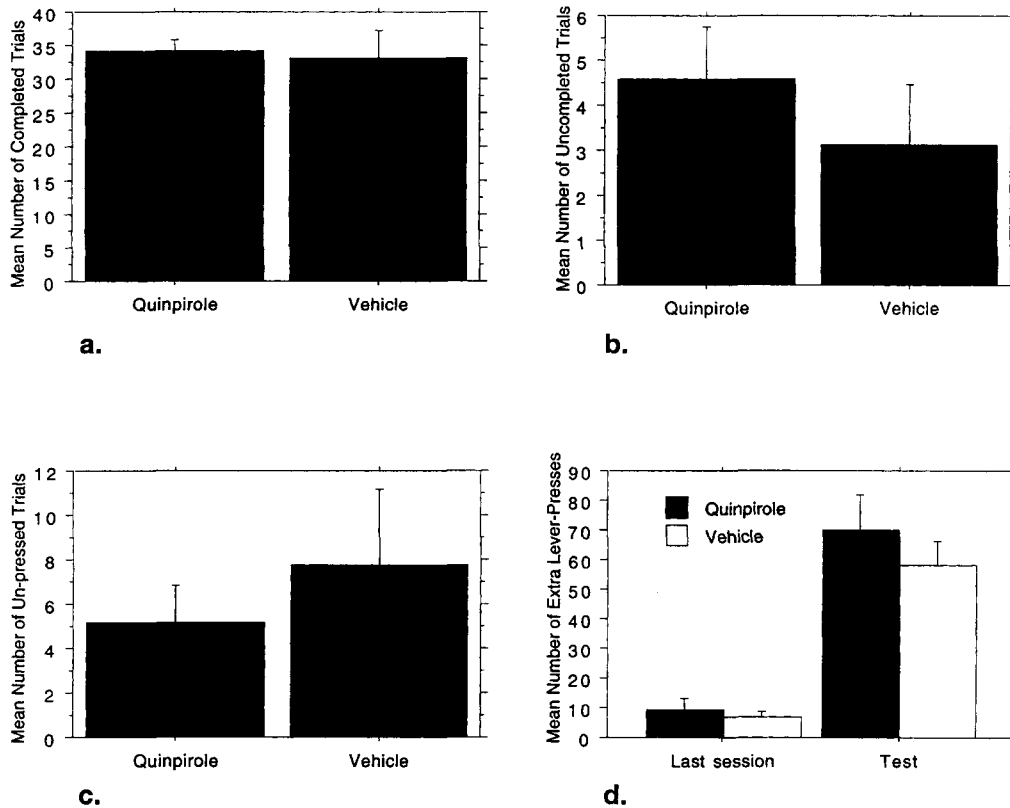 Mean Number of Completed Trials
40
35
30
25
20
15
10
5
0
Quinpirole Vehicle
a.
Mean Number of Uncompleted Trials
6
5
4
3
2
1
0
Quinpirole Vehicle
b.
Mean Number of Un-pressed Trials
12
10
8
6
4
2
0
Quinpirole Vehicle
c.
Mean Number of Extra Lever-Presses
90
80
70
60
50
40
30
20
10
0
Quinpirole
Vehicle
Last session Test
d.